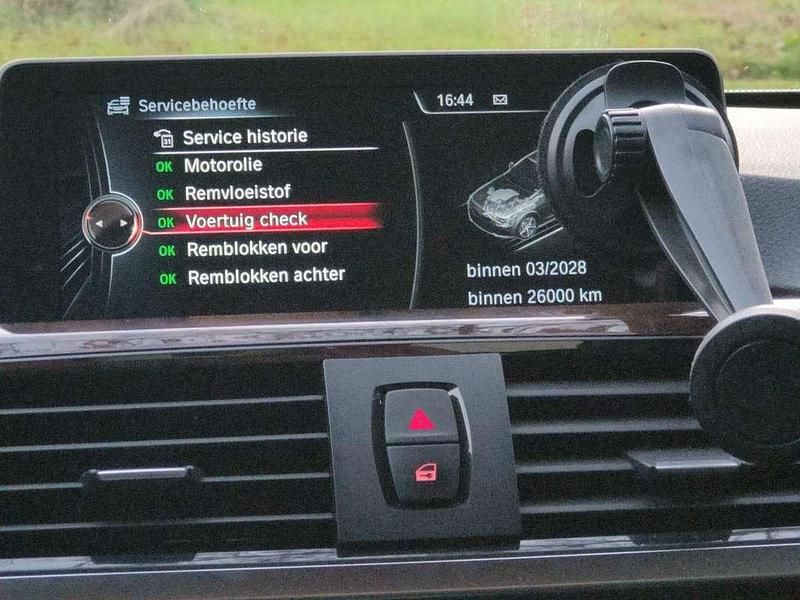 Servicebehoefte
16:44
31 Service historie
OK Motorolie
OK Remvloeistof
OK Voertuig check
OK Remblokken voor
OK Remblokken achter
binnen 03/2028
binnen 26000 km